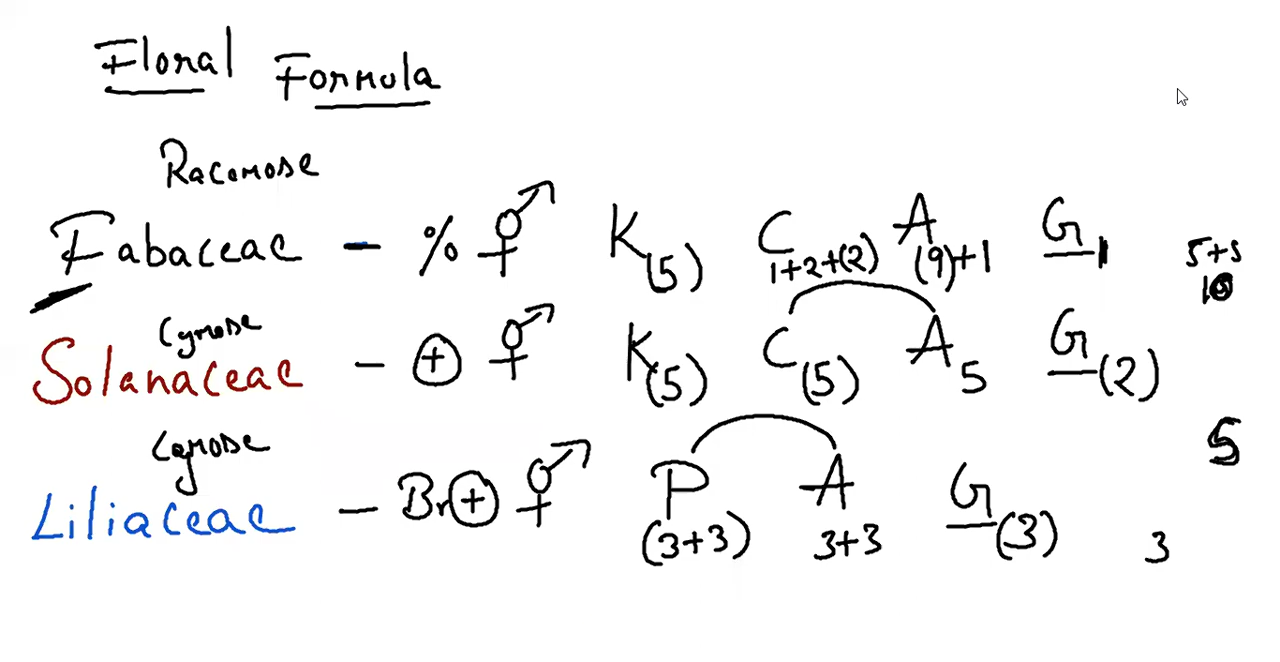 Floral Formula
Racemose
Fabaceae - % ⚥ K(5) C1+2+(2) A(9)+1 G1 5+5
10
Cymose
Solanaceae - ⊕ ⚥ K(5) C(5) A5 G(2)
5
Cymose
Liliaceae - Br⊕ ⚥ P(3+3) A3+3 G(3) 3